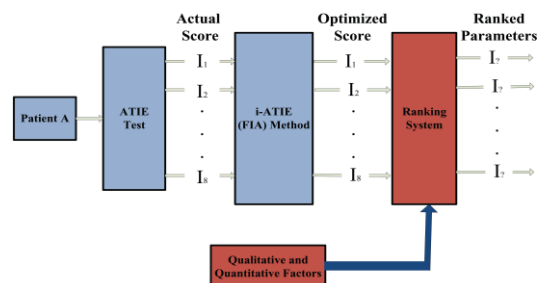 Actual
Score
Optimized
Score
Ranked
Parameters
Patient A
ATIE
Test
I1
I2
.
.
.
I8
i-ATIE
(FIA) Method
I1
I2
.
.
.
I8
Ranking
System
I?
I?
.
.
.
I?
Qualitative and
Quantitative Factors